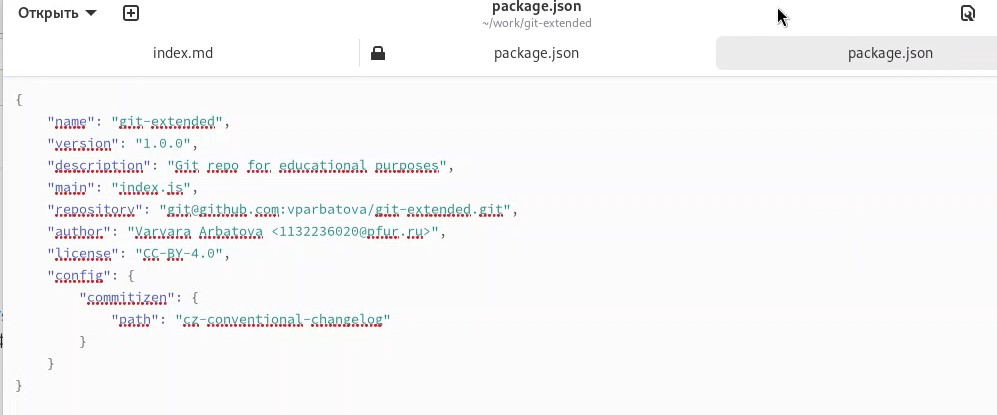 Открыть
package.json
~/work/git-extended
index.md
package.json
package.json
{
    "name": "git-extended",
    "version": "1.0.0",
    "description": "Git repo for educational purposes",
    "main": "index.js",
    "repository": "git@github.com:vparbatova/git-extended.git",
    "author": "Varvara Arbatova <1132236020@pfur.ru>",
    "license": "CC-BY-4.0",
    "config": {
        "commitizen": {
            "path": "cz-conventional-changelog"
        }
    }
}